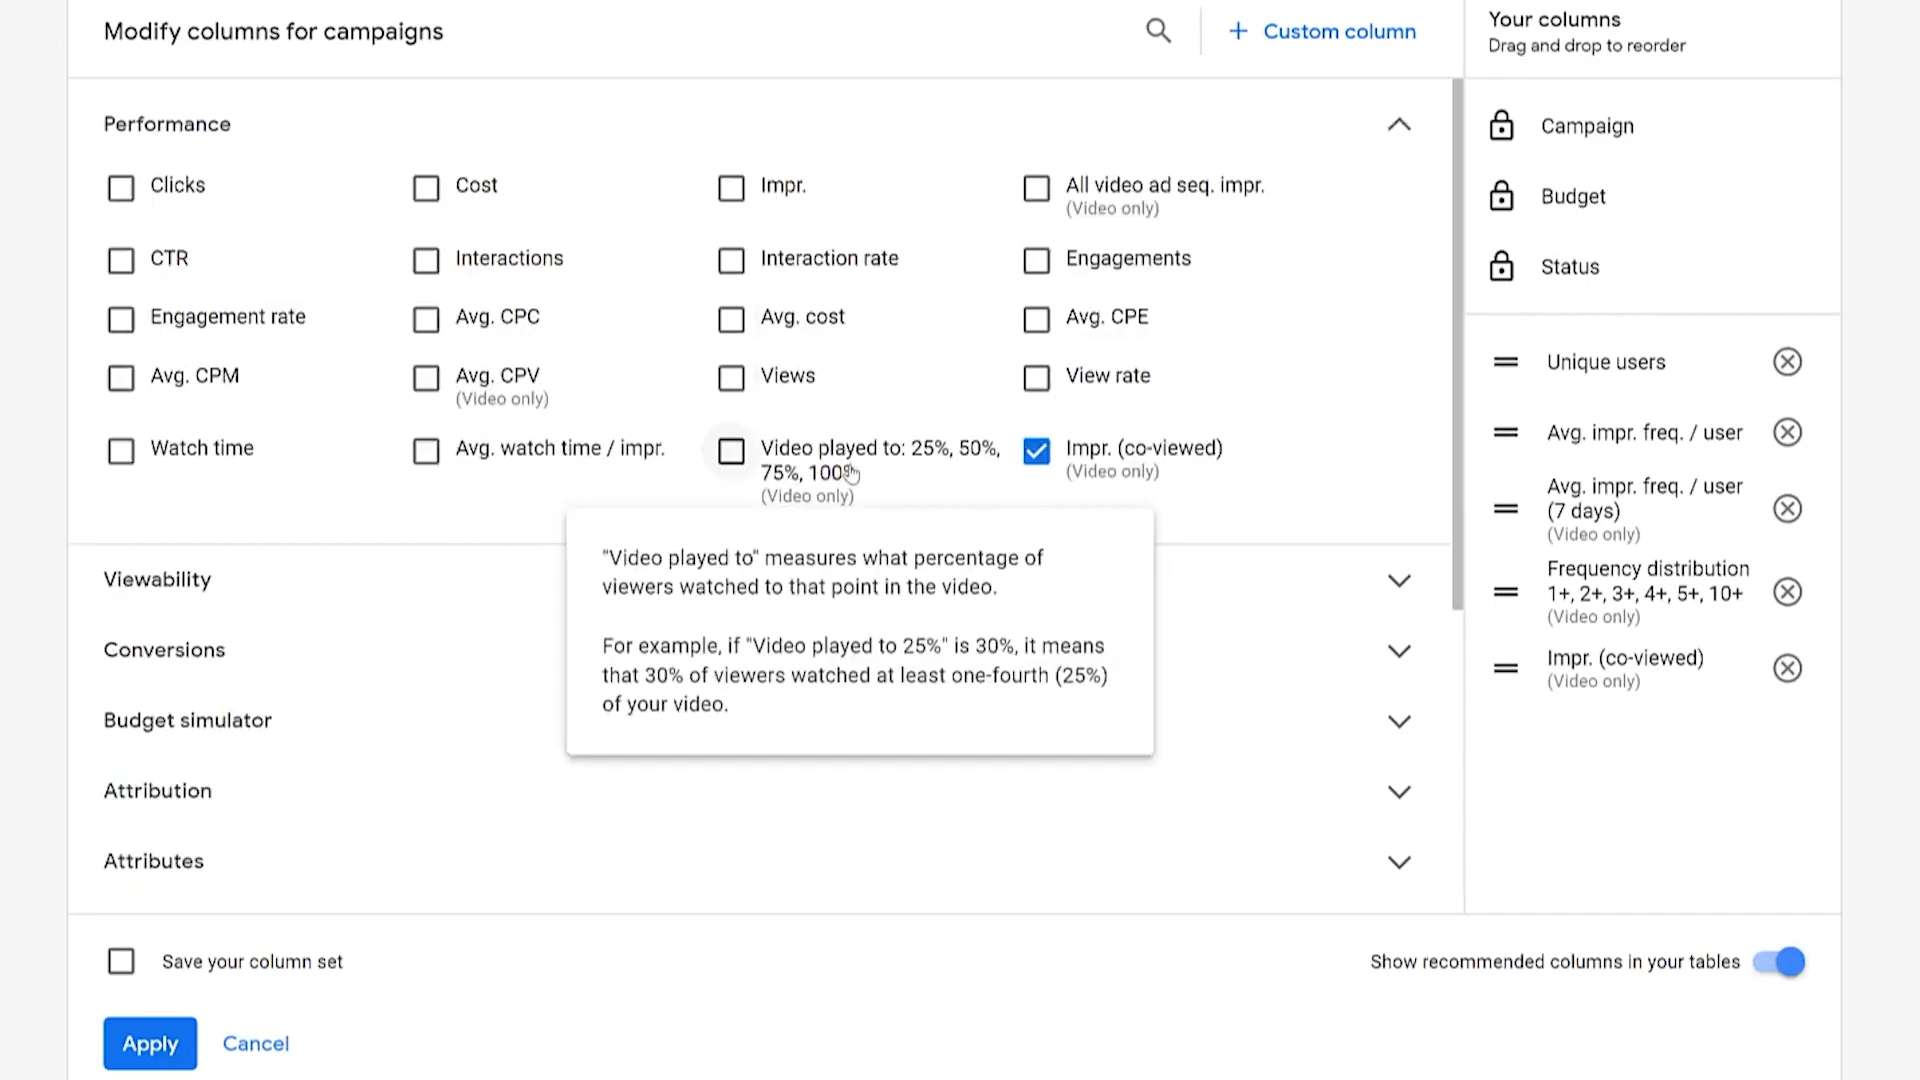 Modify columns for campaigns
Custom column
Your columns
Drag and drop to reorder
Performance
Clicks
Cost
Impr.
All video ad seq. impr.
(Video only)
CTR
Interactions
Interaction rate
Engagements
Engagement rate
Avg. CPC
Avg. cost
Avg. CPE
Avg. CPM
Avg. CPV
(Video only)
Views
View rate
Watch time
Avg. watch time / impr.
Video played to: 25%, 50%,
75%, 100%
(Video only)
Impr. (co-viewed)
(Video only)
"Video played to" measures what percentage of
viewers watched to that point in the video.
For example, if "Video played to 25%" is 30%, it means
that 30% of viewers watched at least one-fourth (25%)
of your video.
Viewability
Conversions
Budget simulator
Attribution
Attributes
Campaign
Budget
Status
Unique users
Avg. impr. freq. / user
Avg. impr. freq. / user
(7 days)
(Video only)
Frequency distribution
1+, 2+, 3+, 4+, 5+, 10+
(Video only)
Impr. (co-viewed)
(Video only)
Save your column set
Show recommended columns in your tables
Apply
Cancel